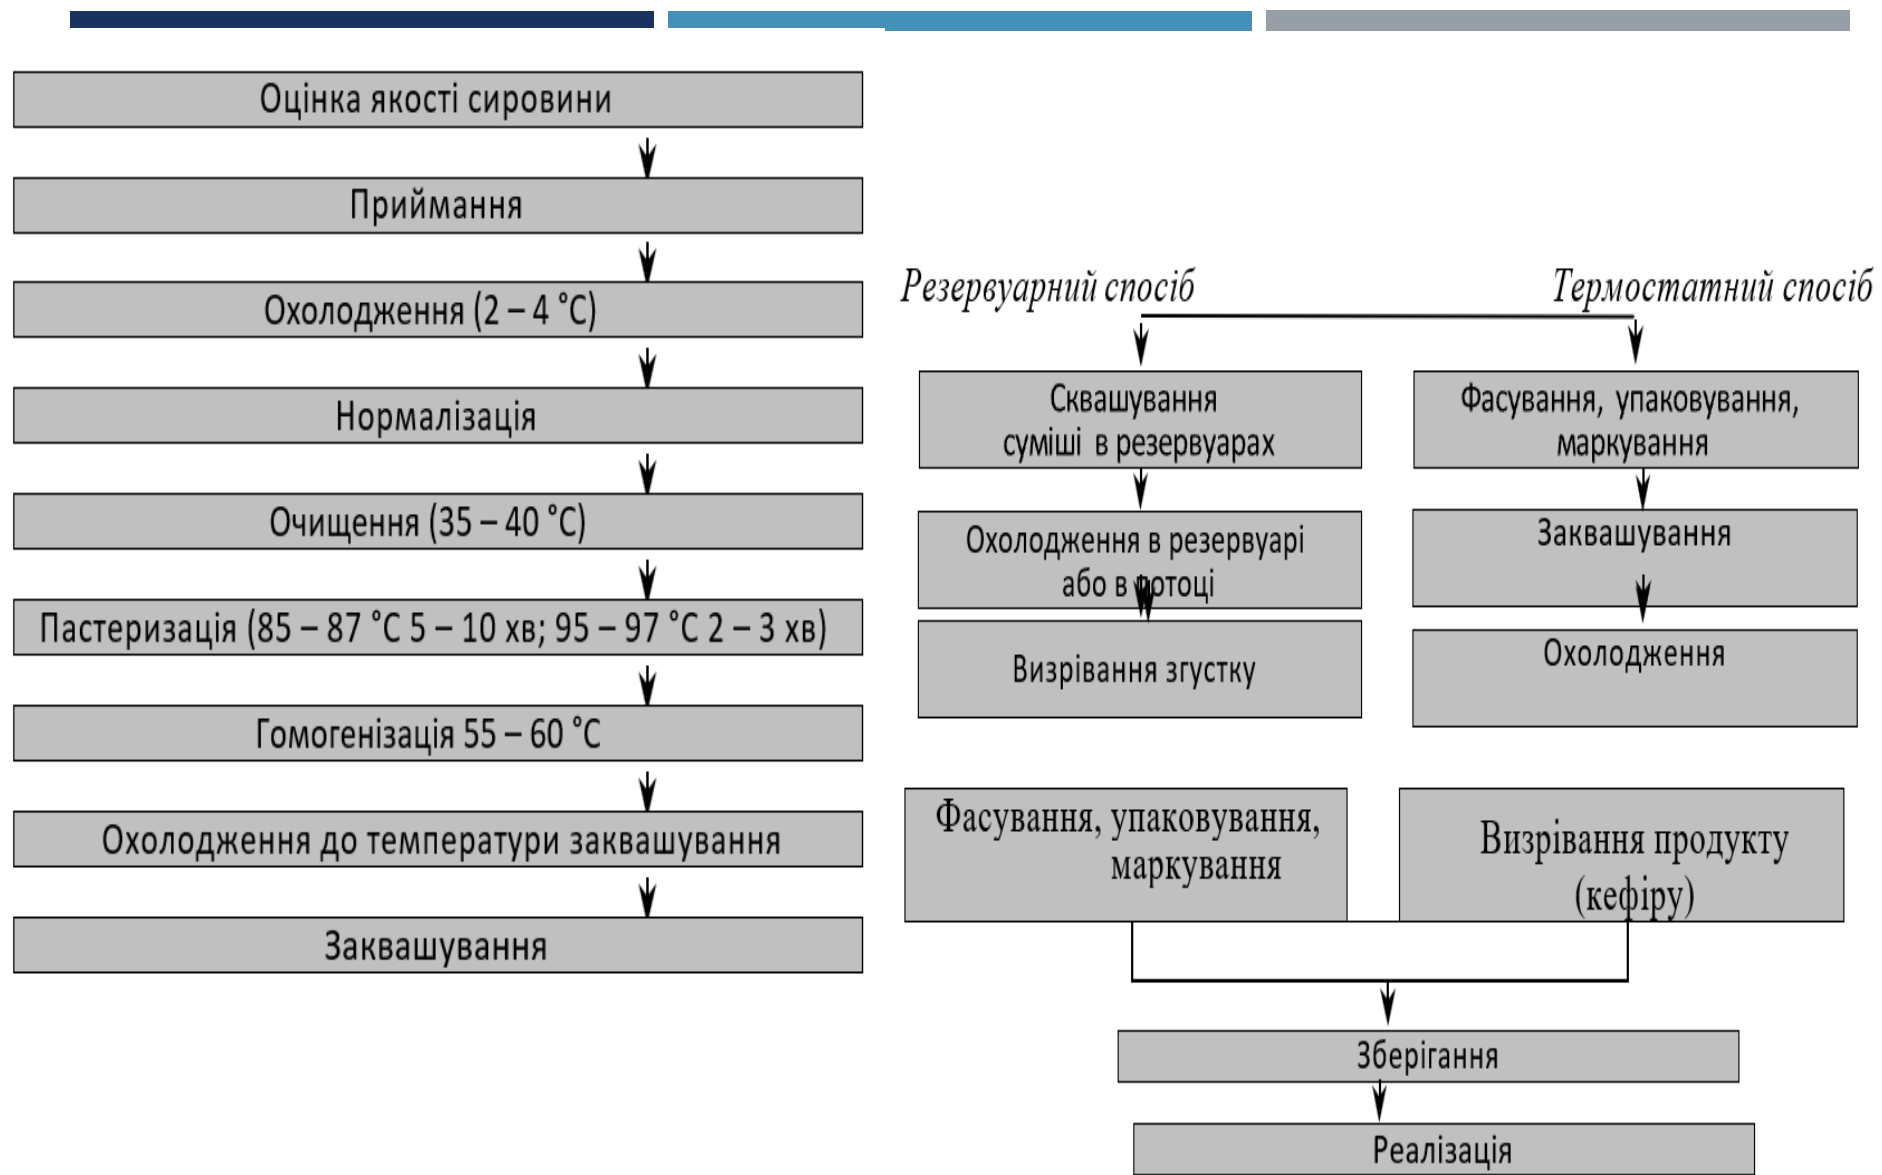 Оцінка якості сировини
Приймання
Охолодження (2 – 4 °С)
Нормалізація
Очищення (35 – 40 °С)
Пастеризація (85 – 87 °С 5 – 10 хв; 95 – 97 °С 2 – 3 хв)
Гомогенізація 55 – 60 °С
Охолодження до температури заквашування
Заквашування
Резервуарний спосіб
Термостатний спосіб
Сквашування
суміші в резервуарах
Охолодження в резервуарі
або в потоці
Визрівання згустку
Фасування, упаковування,
маркування
Фасування, упаковування,
маркування
Заквашування
Охолодження
Визрівання продукту
(кефіру)
Зберігання
Реалізація